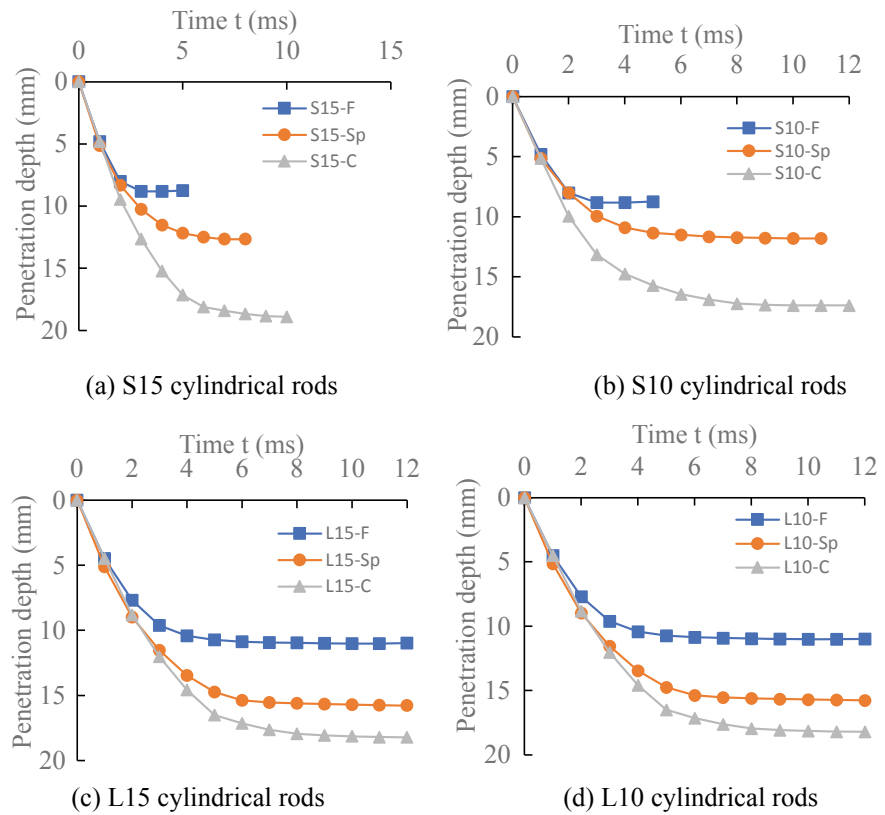 Time t (ms)
0 5 10 15
Penetration depth (mm)
0
5
10
15
20
S15-F
S15-Sp
S15-C
(a) S15 cylindrical rods
Time t (ms)
0 2 4 6 8 10 12
Penetration depth (mm)
0
5
10
15
20
S10-F
S10-Sp
S10-C
(b) S10 cylindrical rods
Time t (ms)
0 2 4 6 8 10 12
Penetration depth (mm)
0
5
10
15
20
L15-F
L15-Sp
L15-C
(c) L15 cylindrical rods
Time t (ms)
0 2 4 6 8 10 12
Penetration depth (mm)
0
5
10
15
20
L10-F
L10-Sp
L10-C
(d) L10 cylindrical rods